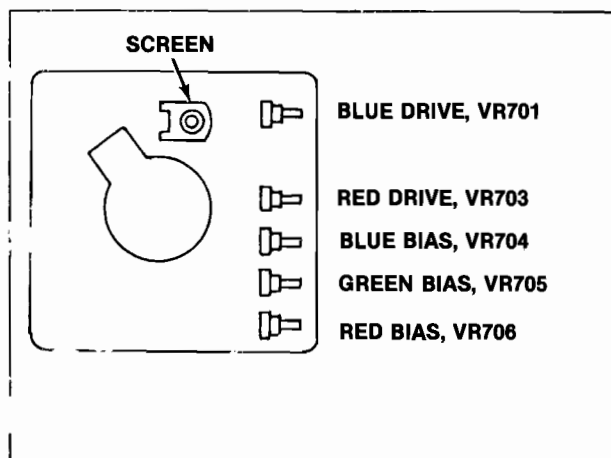 SCREEN
BLUE DRIVE, VR701
RED DRIVE, VR703
BLUE BIAS, VR704
GREEN BIAS, VR705
RED BIAS, VR706